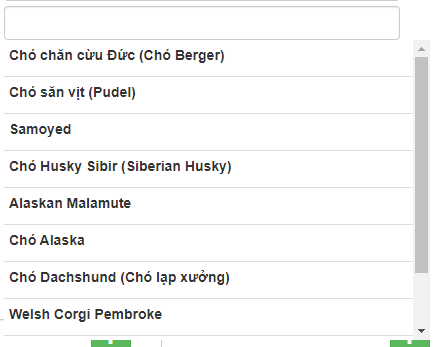 Chó chăn cừu Đức (Chó Berger)
Chó săn vịt (Pudel)
Samoyed
Chó Husky Sibir (Siberian Husky)
Alaskan Malamute
Chó Alaska
Chó Dachshund (Chó lạp xưởng)
Welsh Corgi Pembroke